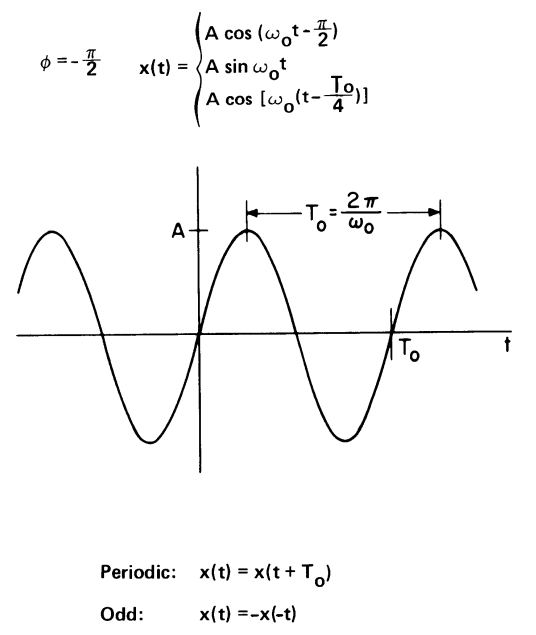 A cos (ω₀t - π/2)
φ = - π/2   x(t) = A sin ω₀t
A cos [ω₀(t - T₀/4)]
T₀ = 2π/ω₀
A
T₀
t
Periodic: x(t) = x(t + T₀)
Odd: x(t) = -x(-t)